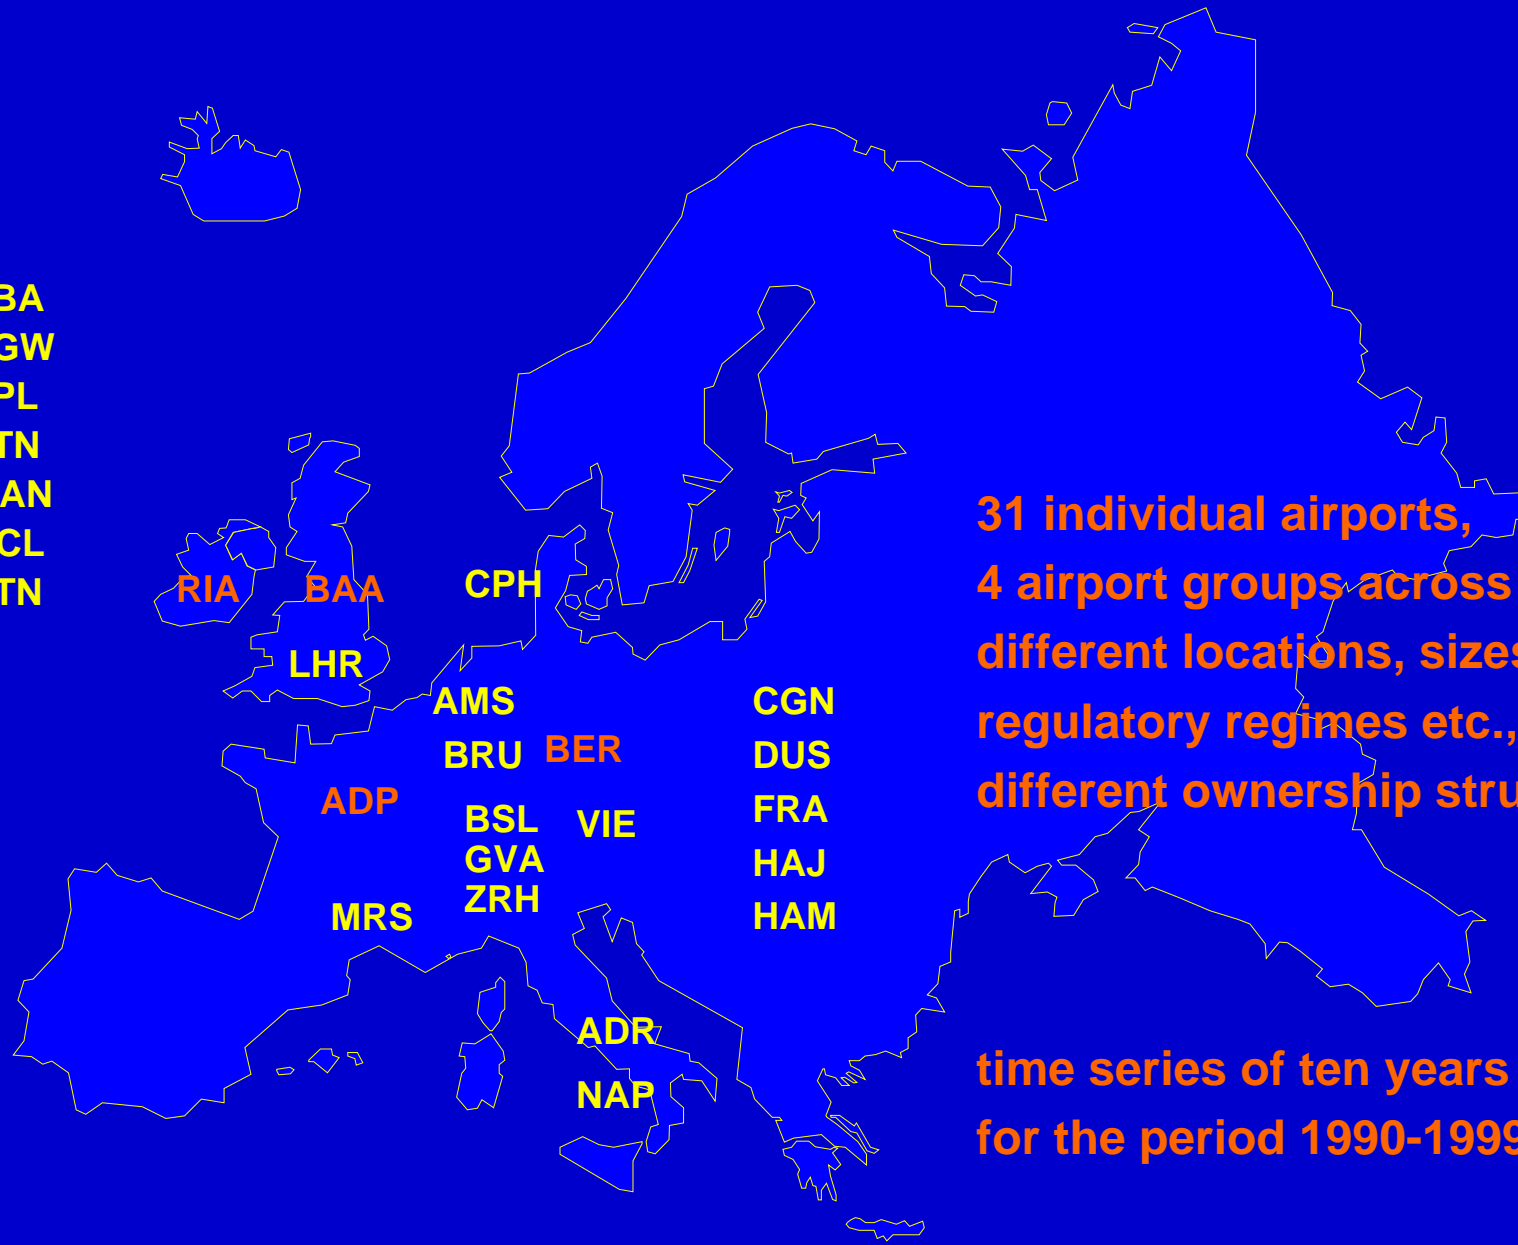 BA
GW
PL
TN
AN
CL
TN
RIA
BAA
LHR
CPH
AMS
BRU
BER
ADP
BSL
VIE
GVA
ZRH
MRS
ADR
NAP
CGN
DUS
FRA
HAJ
HAM
31 individual airports,
4 airport groups across
different locations, sizes
regulatory regimes etc.,
different ownership stru
time series of ten years
for the period 1990-1999